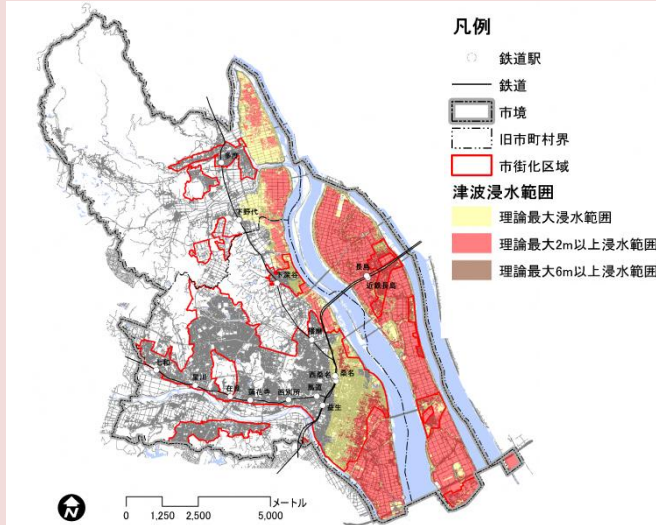 凡例
鉄道駅
鉄道
市境
旧市町村界
市街化区域
津波浸水範囲
理論最大浸水範囲
理論最大2m以上浸水範囲
理論最大6m以上浸水範囲
多度
下野代
下深谷
長島
近鉄長島
播磨
七和
西桑名
桑名
星川
在良
蓮花寺
西別所
馬道
益生
メートル
0 1,250 2,500 5,000
N